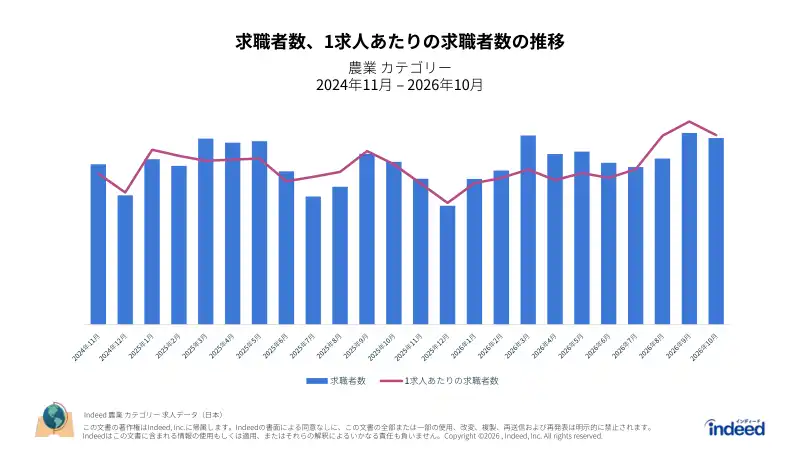 求職者数、1求人あたりの求職者数の推移
農業 カテゴリー
2024年11月 – 2026年10月
2024年11月
2024年12月
2025年1月
2025年2月
2025年3月
2025年4月
2025年5月
2025年6月
2025年7月
2025年8月
2025年9月
2025年10月
2025年11月
2025年12月
2026年1月
2026年2月
2026年3月
2026年4月
2026年5月
2026年6月
2026年7月
2026年8月
2026年9月
2026年10月
求職者数
1求人あたりの求職者数
Indeed 農業 カテゴリー 求人データ（日本）
この文書の著作権はIndeed, Inc.に帰属します。Indeedの書面による同意なしに、この文書の全部または一部の使用、改変、複製、再送信および再発表は明示的に禁止されます。
Indeedはこの文書に含まれる情報の使用もしくは適用、またはそれらの解釈によるいかなる責任も負いません。Copyright ©2026 , Indeed, Inc. All rights reserved.
インディード
indeed